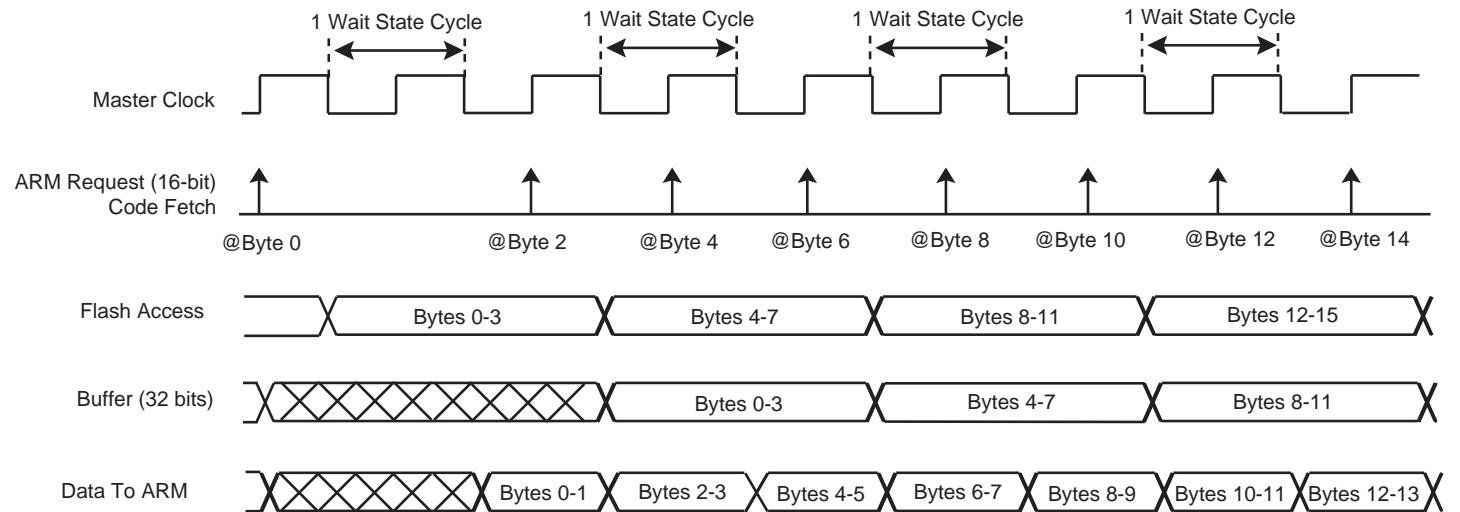 1 Wait State Cycle 1 Wait State Cycle 1 Wait State Cycle 1 Wait State Cycle
Master Clock
ARM Request (16-bit)
Code Fetch
@Byte 0 @Byte 2 @Byte 4 @Byte 6 @Byte 8 @Byte 10 @Byte 12 @Byte 14
Flash Access Bytes 0-3 Bytes 4-7 Bytes 8-11 Bytes 12-15
Buffer (32 bits) Bytes 0-3 Bytes 4-7 Bytes 8-11
Data To ARM Bytes 0-1 Bytes 2-3 Bytes 4-5 Bytes 6-7 Bytes 8-9 Bytes 10-11 Bytes 12-13